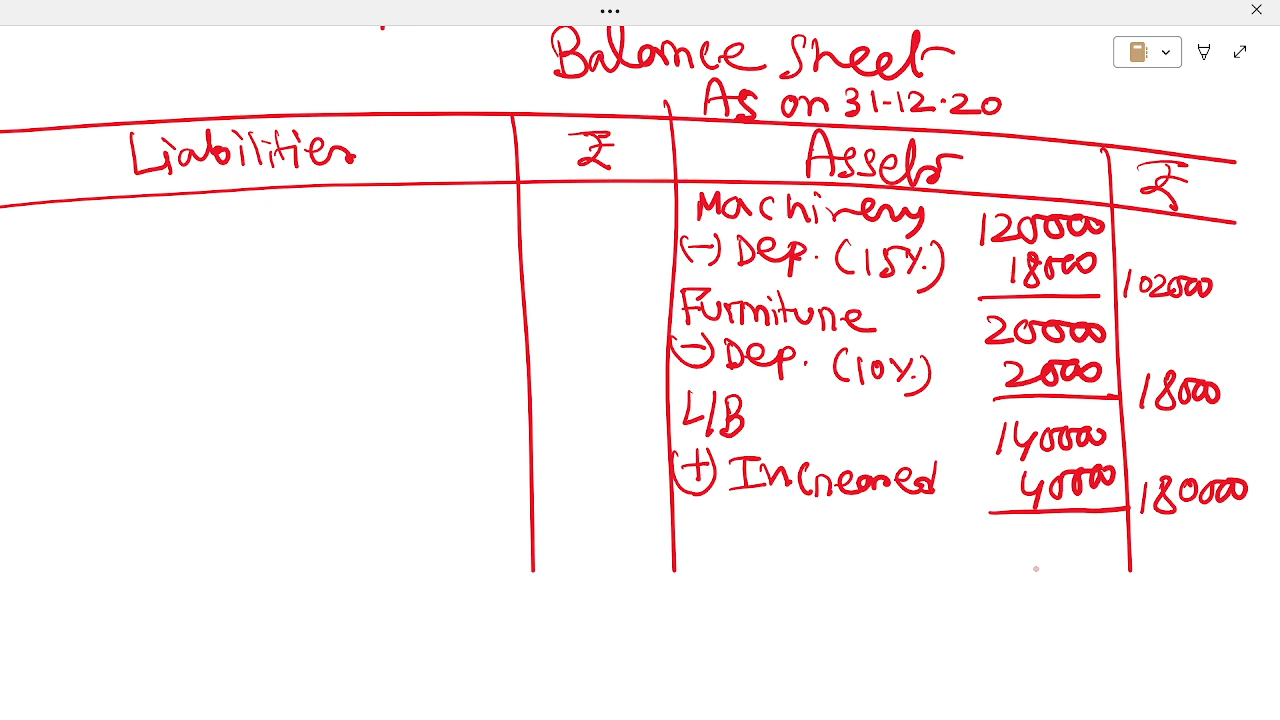 Balance Sheet
As on 31-12-20
Liabilities ₹ Assets ₹
Machinery 120000
(-) Dep. (15%) 18000 102000
Furniture 20000
(-) Dep. (10%) 2000 18000
L/B 140000
(+) Increased 40000 180000